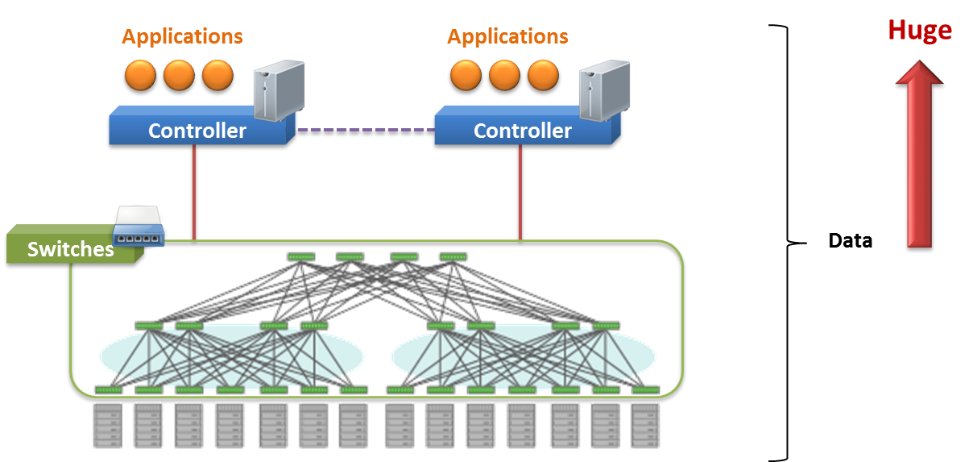 Applications
Applications
Huge
Controller
Controller
Switches
Data